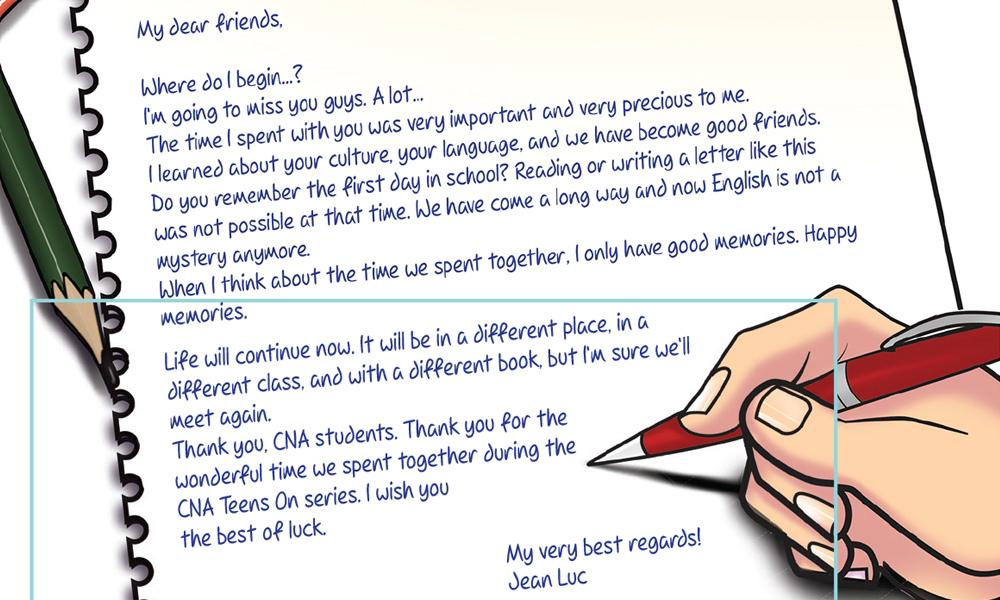 My dear friends,
Where do I begin...?
I'm going to miss you guys. A lot...
The time I spent with you was very important and very precious to me.
I learned about your culture, your language, and we have become good friends.
Do you remember the first day in school? Reading or writing a letter like this
was not possible at that time. We have come a long way and now English is not a
mystery anymore.
When I think about the time we spent together, I only have good memories. Happy
memories.
Life will continue now. It will be in a different place, in a
different class, and with a different book, but I'm sure we'll
meet again.
Thank you, CNA students. Thank you for the
wonderful time we spent together during the
CNA Teens On series. I wish you
the best of luck.
My very best regards!
Jean Luc